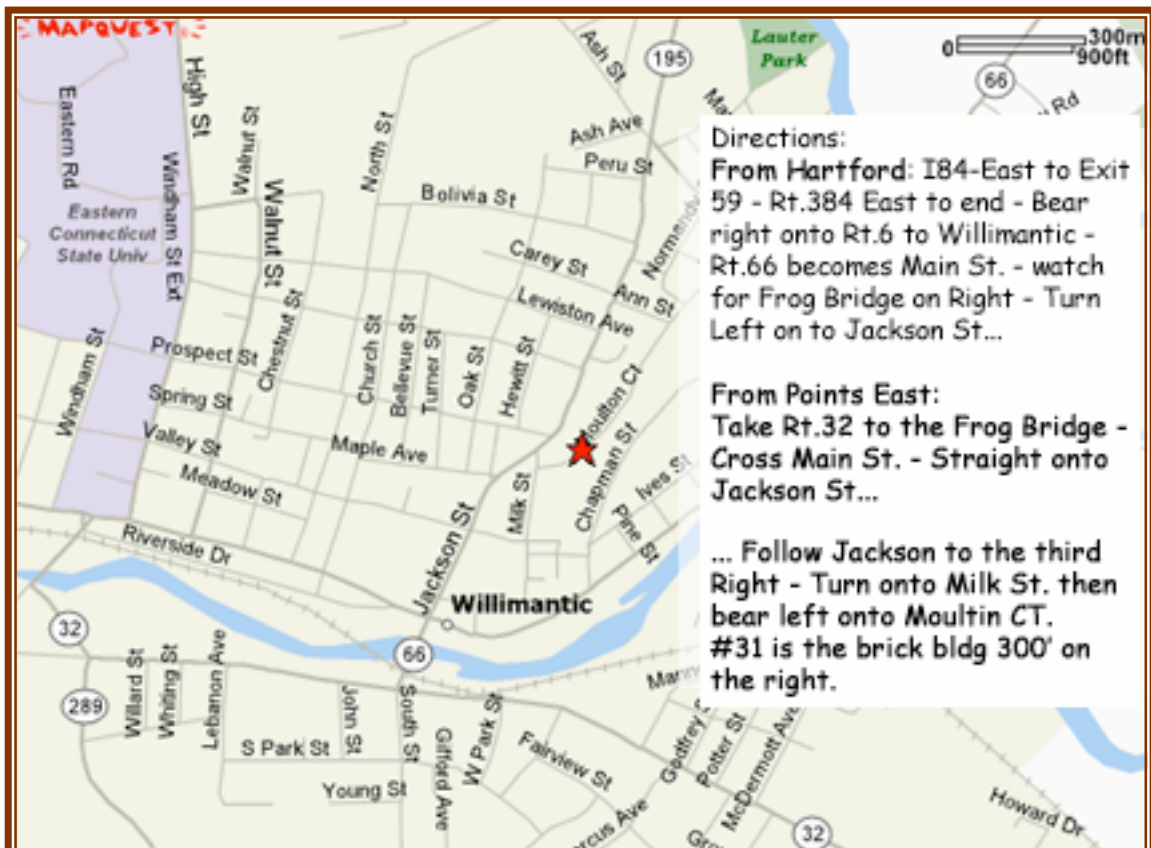 MAPQUEST
300m
0
900ft
Lauter
Park
195
66
High St
Ash St
Eastern Rd
Walnut St
North St
Ash Ave
Peru St
Windham St Ext
Walnut St
Bolivia St
Eastern
Connecticut
State Univ
Carey St
Ann St
Lewiston Ave
Chestnut St
Church St
Bellevue St
Turner St
Oak St
Hewitt St
Windham St
Prospect St
Spring St
Valley St
Maple Ave
Meadow St
Milk St
Chapman St
Ives St
Pine St
Riverside Dr
Jackson St
Willimantic
32
66
289
Willard St
Whiting St
Lebanon Ave
John St
South St
S Park St
Gifford Ave
W Park St
Young St
Fairview St
Potter St
McDermott Ave
Howard Dr
32
Directions:
From Hartford: I84-East to Exit
59 - Rt.384 East to end - Bear
right onto Rt.6 to Willimantic -
Rt.66 becomes Main St. - watch
for Frog Bridge on Right - Turn
Left on to Jackson St...
From Points East:
Take Rt.32 to the Frog Bridge -
Cross Main St. - Straight onto
Jackson St...
... Follow Jackson to the third
Right - Turn onto Milk St. then
bear left onto Moultin CT.
#31 is the brick bldg 300' on
the right.